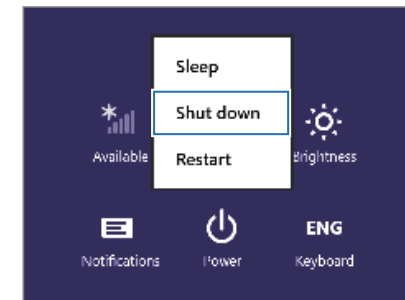 Sleep
Shut down
Restart
Available
Brightness
ENG
Notifications
Power
Keyboard